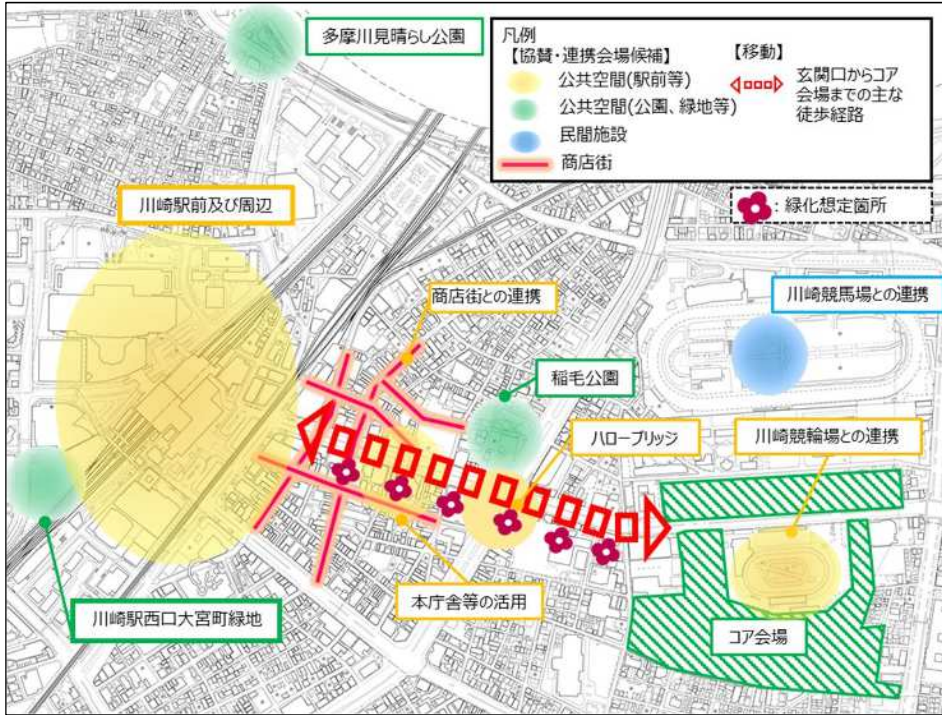 多摩川見晴らし公園
凡例
【協賛・連携会場候補】
公共空間(駅前等)
公共空間(公園、緑地等)
民間施設
商店街
【移動】
玄関口からコア
会場までの主な
徒歩経路
：緑化想定箇所
川崎駅前及び周辺
商店街との連携
川崎競馬場との連携
稲毛公園
ハローブリッジ
川崎競輪場との連携
本庁舎等の活用
川崎駅西口大宮町緑地
コア会場